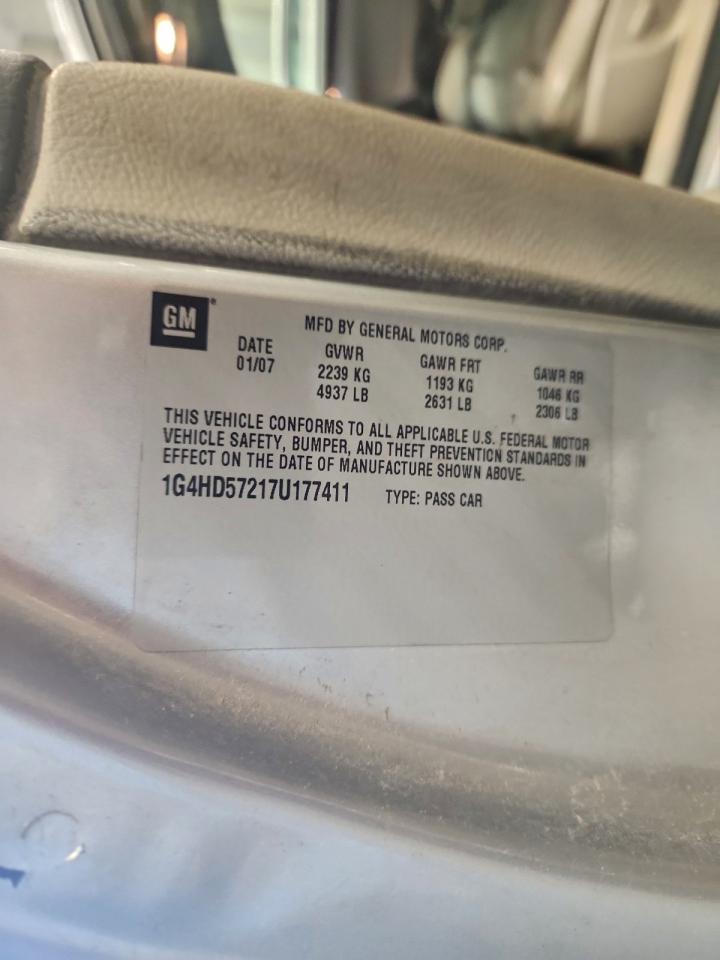 GM
MFD BY GENERAL MOTORS CORP.
DATE GVWR GAWR FRT GAWR RR
01/07 2239 KG 1193 KG 1046 KG
4937 LB 2631 LB 2306 LB
THIS VEHICLE CONFORMS TO ALL APPLICABLE U.S. FEDERAL MOTOR
VEHICLE SAFETY, BUMPER, AND THEFT PREVENTION STANDARDS IN
EFFECT ON THE DATE OF MANUFACTURE SHOWN ABOVE.
1G4HD57217U177411 TYPE: PASS CAR